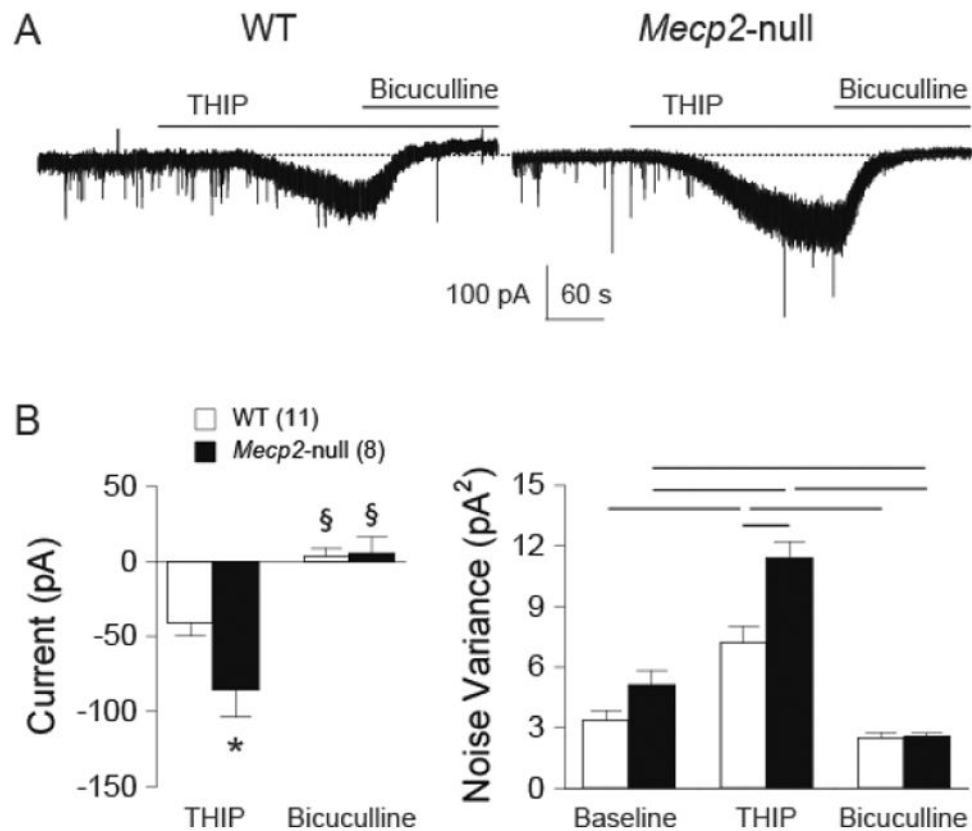 A
WT
Mecp2-null
Bicuculline
THIP
Bicuculline
THIP
100 pA
60 s
B
WT (11)
Mecp2-null (8)
Current (pA)
50
0
-50
-100
-150
§
§
*
THIP
Bicuculline
Noise Variance (pA²)
15
12
9
6
3
0
Baseline
THIP
Bicuculline